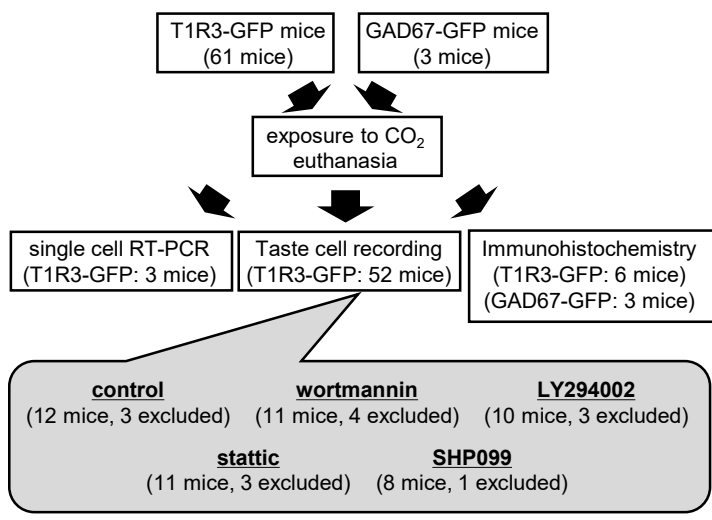 T1R3-GFP mice
(61 mice)
GAD67-GFP mice
(3 mice)
exposure to CO₂
euthanasia
single cell RT-PCR
(T1R3-GFP: 3 mice)
Taste cell recording
(T1R3-GFP: 52 mice)
Immunohistochemistry
(T1R3-GFP: 6 mice)
(GAD67-GFP: 3 mice)
control
(12 mice, 3 excluded)
wortmannin
(11 mice, 4 excluded)
LY294002
(10 mice, 3 excluded)
stattic
(11 mice, 3 excluded)
SHP099
(8 mice, 1 excluded)